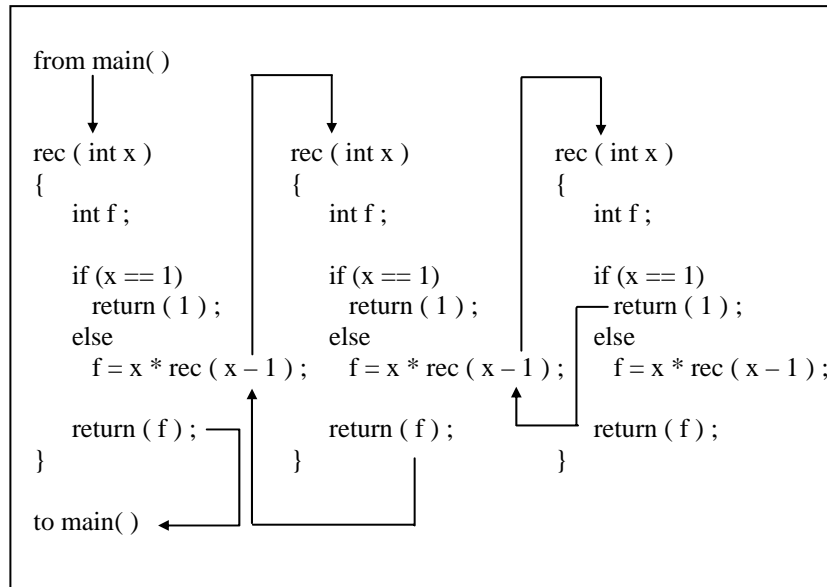 from main( )
rec ( int x )
{
int f ;
if (x == 1)
return ( 1 ) ;
else
f = x * rec ( x – 1 ) ;
return ( f ) ;
}
to main( )
rec ( int x )
{
int f ;
if (x == 1)
return ( 1 ) ;
else
f = x * rec ( x – 1 ) ;
return ( f ) ;
}
rec ( int x )
{
int f ;
if (x == 1)
return ( 1 ) ;
else
f = x * rec ( x – 1 ) ;
return ( f ) ;
}